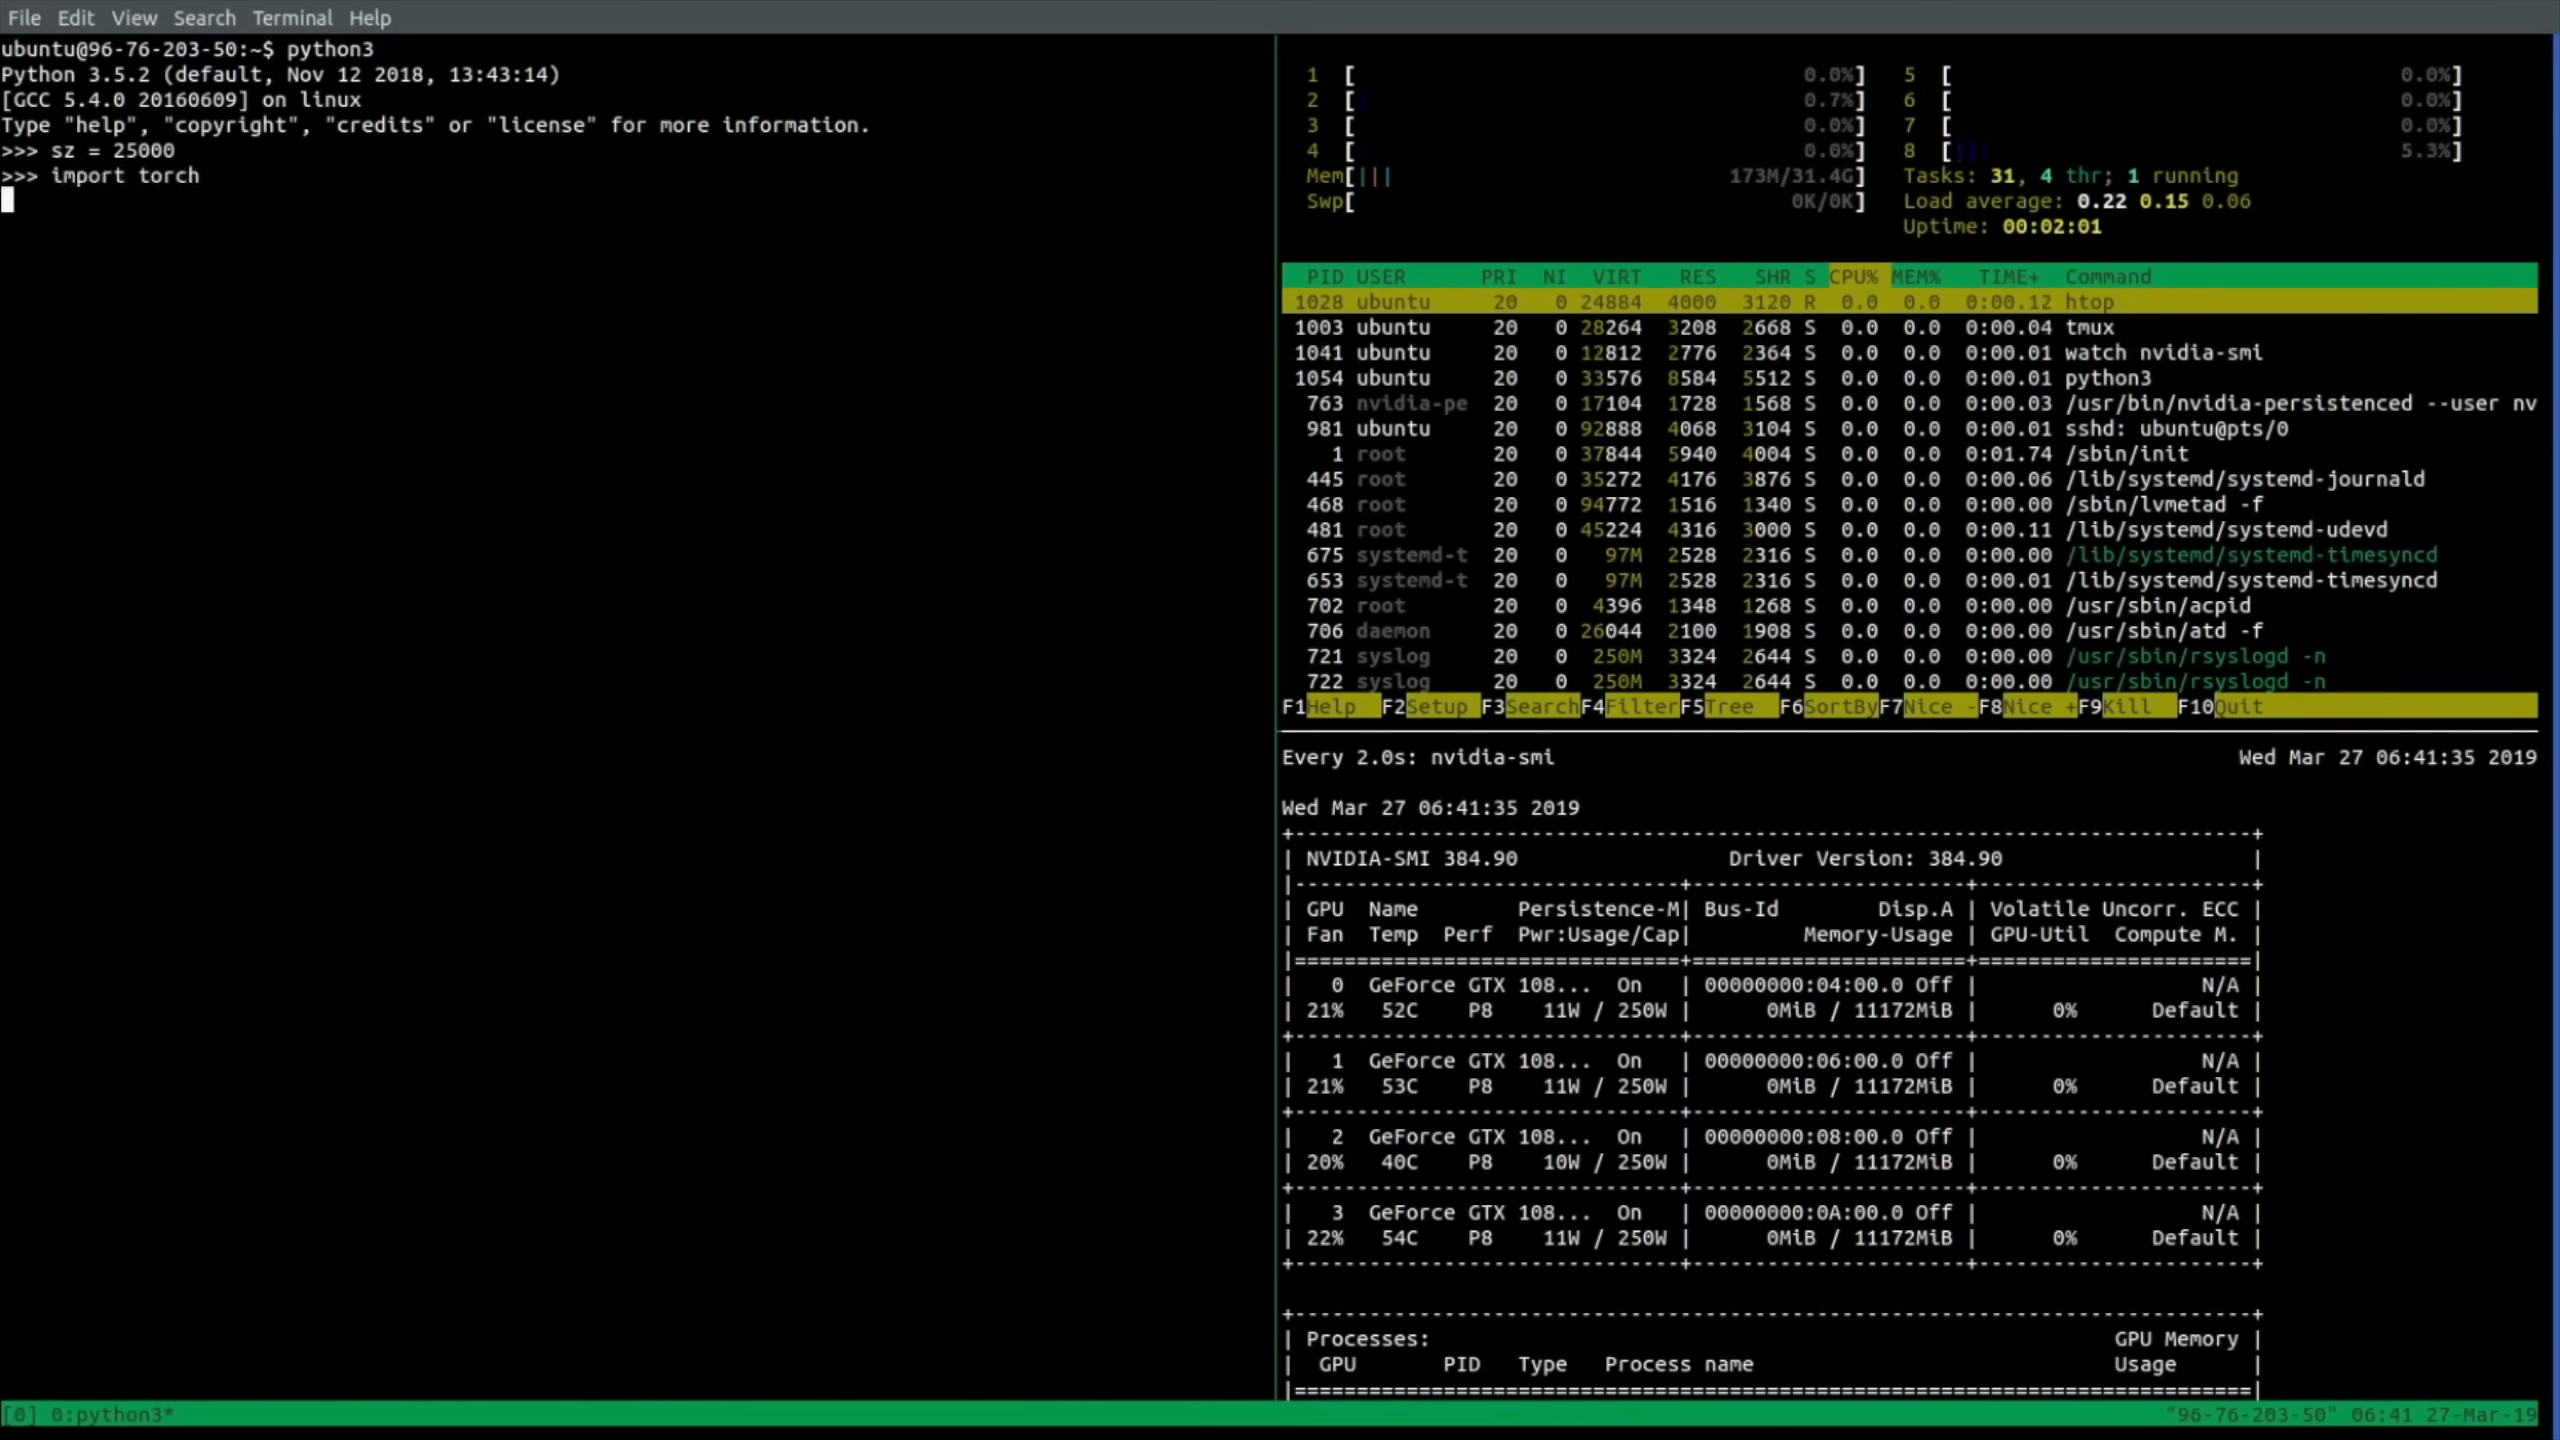 File Edit View Search Terminal Help
ubuntu@96-76-203-50:~$ python3
Python 3.5.2 (default, Nov 12 2018, 13:43:14)
[GCC 5.4.0 20160609] on linux
Type "help", "copyright", "credits" or "license" for more information.
>>> sz = 25000
>>> import torch
1 [ 0.0%] 5 [ 0.0%]
2 [ 0.7%] 6 [ 0.0%]
3 [ 0.0%] 7 [ 0.0%]
4 [ 0.0%] 8 [||| 5.3%]
Mem[||| 173M/31.4G] Tasks: 31, 4 thr; 1 running
Swp[ 0K/0K] Load average: 0.22 0.15 0.06
Uptime: 00:02:01
PID USER PRI NI VIRT RES SHR S CPU% MEM% TIME+ Command
1028 ubuntu 20 0 24884 4000 3120 R 0.0 0.0 0:00.12 htop
1003 ubuntu 20 0 28264 3208 2668 S 0.0 0.0 0:00.04 tmux
1041 ubuntu 20 0 12812 2776 2364 S 0.0 0.0 0:00.01 watch nvidia-smi
1054 ubuntu 20 0 33576 8584 5512 S 0.0 0.0 0:00.01 python3
763 nvidia-pe 20 0 17104 1728 1568 S 0.0 0.0 0:00.03 /usr/bin/nvidia-persistenced --user nv
981 ubuntu 20 0 92888 4068 3104 S 0.0 0.0 0:00.01 sshd: ubuntu@pts/0
1 root 20 0 37844 5940 4004 S 0.0 0.0 0:01.74 /sbin/init
445 root 20 0 35272 4176 3876 S 0.0 0.0 0:00.06 /lib/systemd/systemd-journald
468 root 20 0 94772 1516 1340 S 0.0 0.0 0:00.00 /sbin/lvmetad -f
481 root 20 0 45224 4316 3000 S 0.0 0.0 0:00.11 /lib/systemd/systemd-udevd
675 systemd-t 20 0 97M 2528 2316 S 0.0 0.0 0:00.00 /lib/systemd/systemd-timesyncd
653 systemd-t 20 0 97M 2528 2316 S 0.0 0.0 0:00.01 /lib/systemd/systemd-timesyncd
702 root 20 0 4396 1348 1268 S 0.0 0.0 0:00.00 /usr/sbin/acpid
706 daemon 20 0 26044 2100 1908 S 0.0 0.0 0:00.00 /usr/sbin/atd -f
721 syslog 20 0 250M 3324 2644 S 0.0 0.0 0:00.00 /usr/sbin/rsyslogd -n
722 syslog 20 0 250M 3324 2644 S 0.0 0.0 0:00.00 /usr/sbin/rsyslogd -n
F1Help F2Setup F3SearchF4FilterF5Tree F6SortByF7Nice -F8Nice +F9Kill F10Quit
Every 2.0s: nvidia-smi Wed Mar 27 06:41:35 2019
Wed Mar 27 06:41:35 2019
+------------------------------------------------------------------------------+
| NVIDIA-SMI 384.90 Driver Version: 384.90 |
|-------------------------------+----------------------+----------------------+
| GPU Name Persistence-M| Bus-Id Disp.A | Volatile Uncorr. ECC |
| Fan Temp Perf Pwr:Usage/Cap| Memory-Usage | GPU-Util Compute M. |
|===============================+======================+======================|
| 0 GeForce GTX 108... On | 00000000:04:00.0 Off | N/A |
| 21% 52C P8 11W / 250W | 0MiB / 11172MiB | 0% Default |
+-------------------------------+----------------------+----------------------+
| 1 GeForce GTX 108... On | 00000000:06:00.0 Off | N/A |
| 21% 53C P8 11W / 250W | 0MiB / 11172MiB | 0% Default |
+-------------------------------+----------------------+----------------------+
| 2 GeForce GTX 108... On | 00000000:08:00.0 Off | N/A |
| 20% 40C P8 10W / 250W | 0MiB / 11172MiB | 0% Default |
+-------------------------------+----------------------+----------------------+
| 3 GeForce GTX 108... On | 00000000:0A:00.0 Off | N/A |
| 22% 54C P8 11W / 250W | 0MiB / 11172MiB | 0% Default |
+-------------------------------+----------------------+----------------------+
+------------------------------------------------------------------------------+
| Processes: GPU Memory |
| GPU PID Type Process name Usage |
|==============================================================================|
[0] 0:python3* "96-76-203-50" 06:41 27-Mar-19